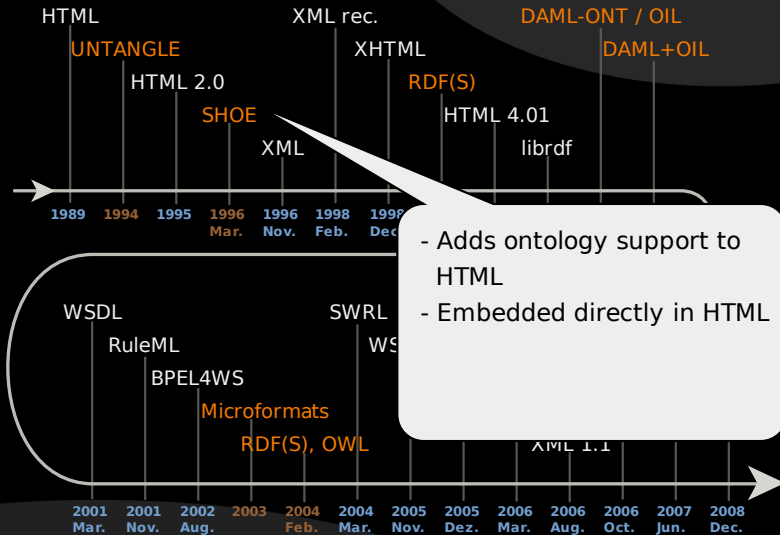 HTML
XML rec.
DAML-ONT / OIL
UNTANGLE
XHTML
DAML+OIL
HTML 2.0
RDF(S)
SHOE
HTML 4.01
XML
librdf
1989 1994 1995 1996 1996 1998 1998
Mar. Nov. Feb. Dec
- Adds ontology support to
HTML
- Embedded directly in HTML
WSDL
SWRL
RuleML
WS
BPEL4WS
Microformats
RDF(S), OWL
XML 1.1
2001 2001 2002 2003 2004 2004 2005 2005 2006 2006 2006 2007 2008
Mar. Nov. Aug. Feb. Mar. Nov. Dez. Mar. Aug. Oct. Jun. Dec.